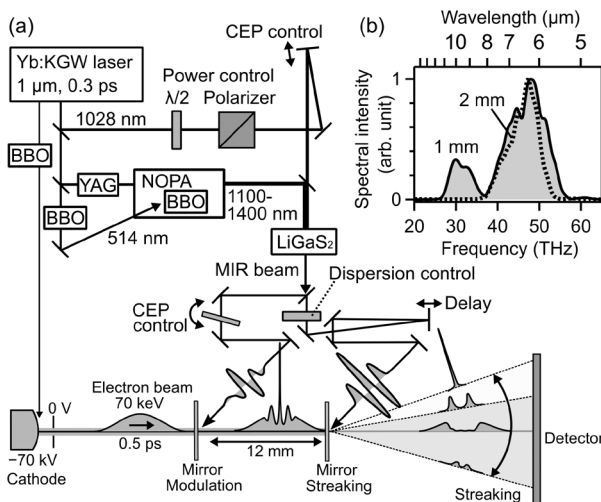 (a)
Yb:KGW laser
1 μm, 0.3 ps
CEP control
Power control
λ/2 Polarizer
1028 nm
BBO
YAG
NOPA
BBO
1100-
1400 nm
BBO
514 nm
LiGaS2
MIR beam
Dispersion control
CEP
control
Delay
Electron beam
70 keV
0 V
0.5 ps
12 mm
−70 kV
Cathode
Mirror
Modulation
Mirror
Streaking
Detector
Streaking
(b)
Wavelength (μm)
10 8 7 6 5
Spectral intensity
(arb. unit)
1
0
2 mm
1 mm
20 30 40 50 60
Frequency (THz)